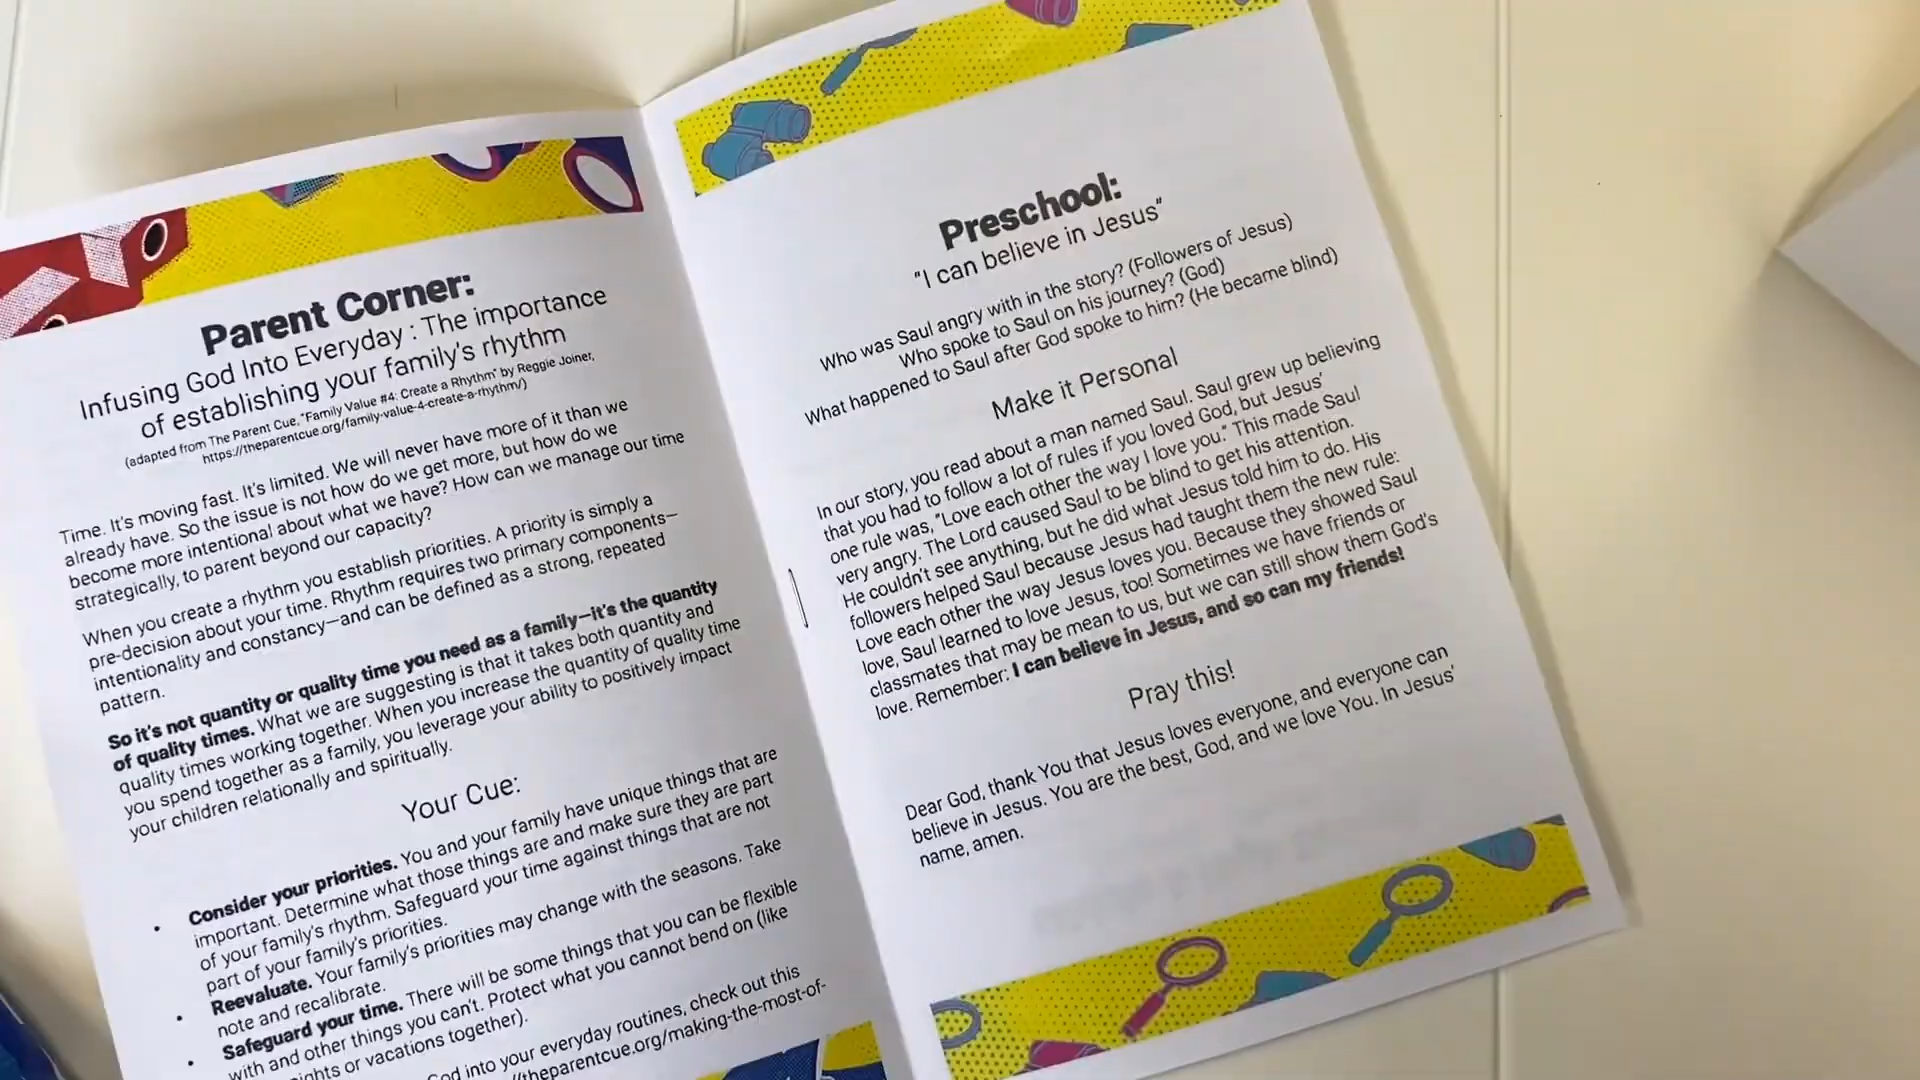 Parent Corner:
Infusing God Into Everyday : The importance
of establishing your family's rhythm
(adapted from The Parent Cue, "Family Value #4: Create a Rhythm" by Reggie Joiner,
https://theparentcue.org/family-value-4-create-a-rhythm/)
Time. It's moving fast. It's limited. We will never have more of it than we
already have. So the issue is not how do we get more, but how do we
become more intentional about what we have? How can we manage our time
strategically, to parent beyond our capacity?
When you create a rhythm you establish priorities. A priority is simply a
pre-decision about your time. Rhythm requires two primary components—
intentionality and constancy—and can be defined as a strong, repeated
pattern.
So it's not quantity or quality time you need as a family—it's the quantity
of quality times. What we are suggesting is that it takes both quantity and
quality times working together. When you increase the quantity of quality time
you spend together as a family, you leverage your ability to positively impact
your children relationally and spiritually.
Your Cue:
• Consider your priorities. You and your family have unique things that are
important. Determine what those things are and make sure they are part
of your family's rhythm. Safeguard your time against things that are not
part of your family's priorities.
• Reevaluate. Your family's priorities may change with the seasons. Take
note and recalibrate.
• Safeguard your time. There will be some things that you can be flexible
with and other things you can't. Protect what you cannot bend on (like
ights or vacations together).
God into your everyday routines, check out this
//theparentcue.org/making-the-most-of-
Preschool:
"I can believe in Jesus"
Who was Saul angry with in the story? (Followers of Jesus)
Who spoke to Saul on his journey? (God)
What happened to Saul after God spoke to him? (He became blind)
Make it Personal
In our story, you read about a man named Saul. Saul grew up believing
that you had to follow a lot of rules if you loved God, but Jesus'
one rule was, "Love each other the way I love you." This made Saul
very angry. The Lord caused Saul to be blind to get his attention.
He couldn't see anything, but he did what Jesus told him to do. His
followers helped Saul because Jesus had taught them the new rule:
Love each other the way Jesus loves you. Because they showed Saul
love, Saul learned to love Jesus, too! Sometimes we have friends or
classmates that may be mean to us, but we can still show them God's
love. Remember: I can believe in Jesus, and so can my friends!
Pray this!
Dear God, thank You that Jesus loves everyone, and everyone can
believe in Jesus. You are the best, God, and we love You. In Jesus'
name, amen.